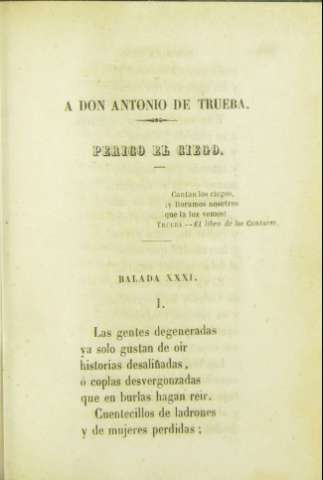 A DON ANTONIO DE TRUEBA.
PERICO EL CIEGO.
Cantan los ciegos,
¡y lloramos nosotros
que la luz vemos!
TRUEBA.—El libro de los Cantares.
BALADA XXXI.
I.
Las gentes degeneradas
ya solo gustan de oir
historias desaliñadas,
ó coplas desvergonzadas
que en burlas hagan reir.
Cuentecillos de ladrones
y de mujeres perdidas;